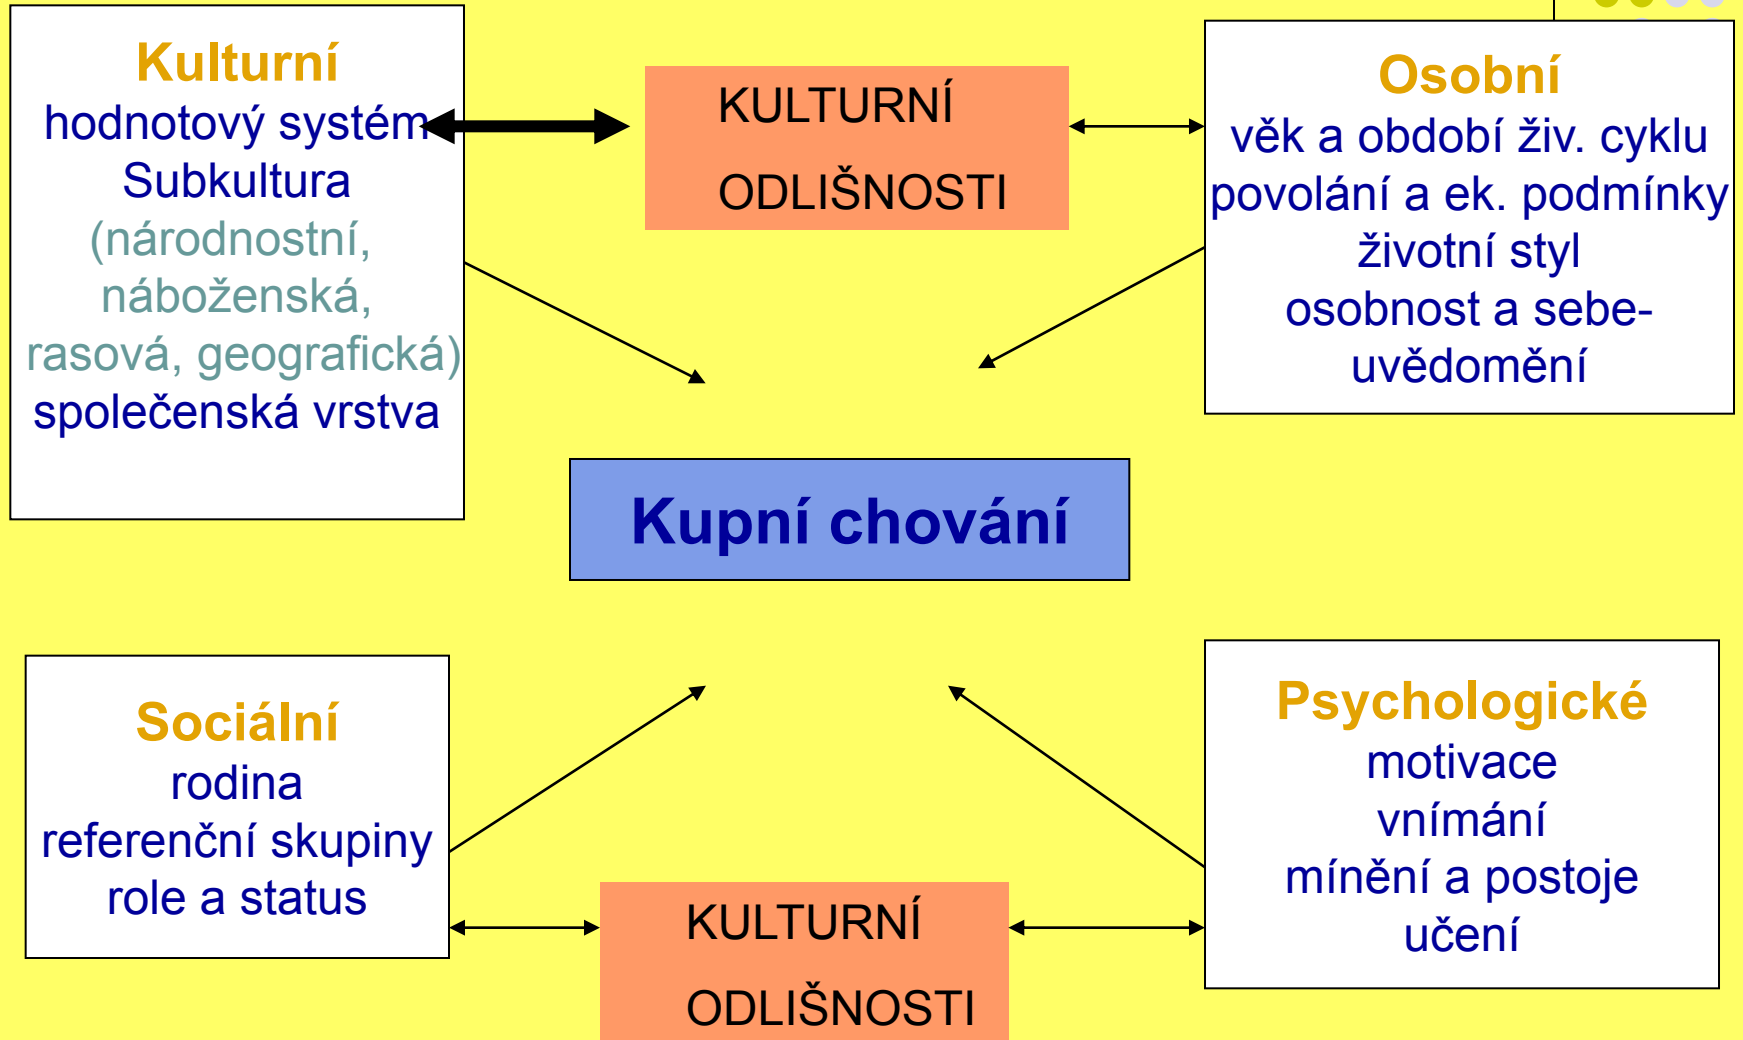 Kulturní
hodnotový systém
Subkultura
(národnostní,
náboženská,
rasová, geografická)
společenská vrstva
KULTURNÍ
ODLIŠNOSTI
Osobní
věk a období živ. cyklu
povolání a ek. podmínky
životní styl
osobnost a sebe-
uvědomění
Kupní chování
Sociální
rodina
referenční skupiny
role a status
KULTURNÍ
ODLIŠNOSTI
Psychologické
motivace
vnímání
mínění a postoje
učení